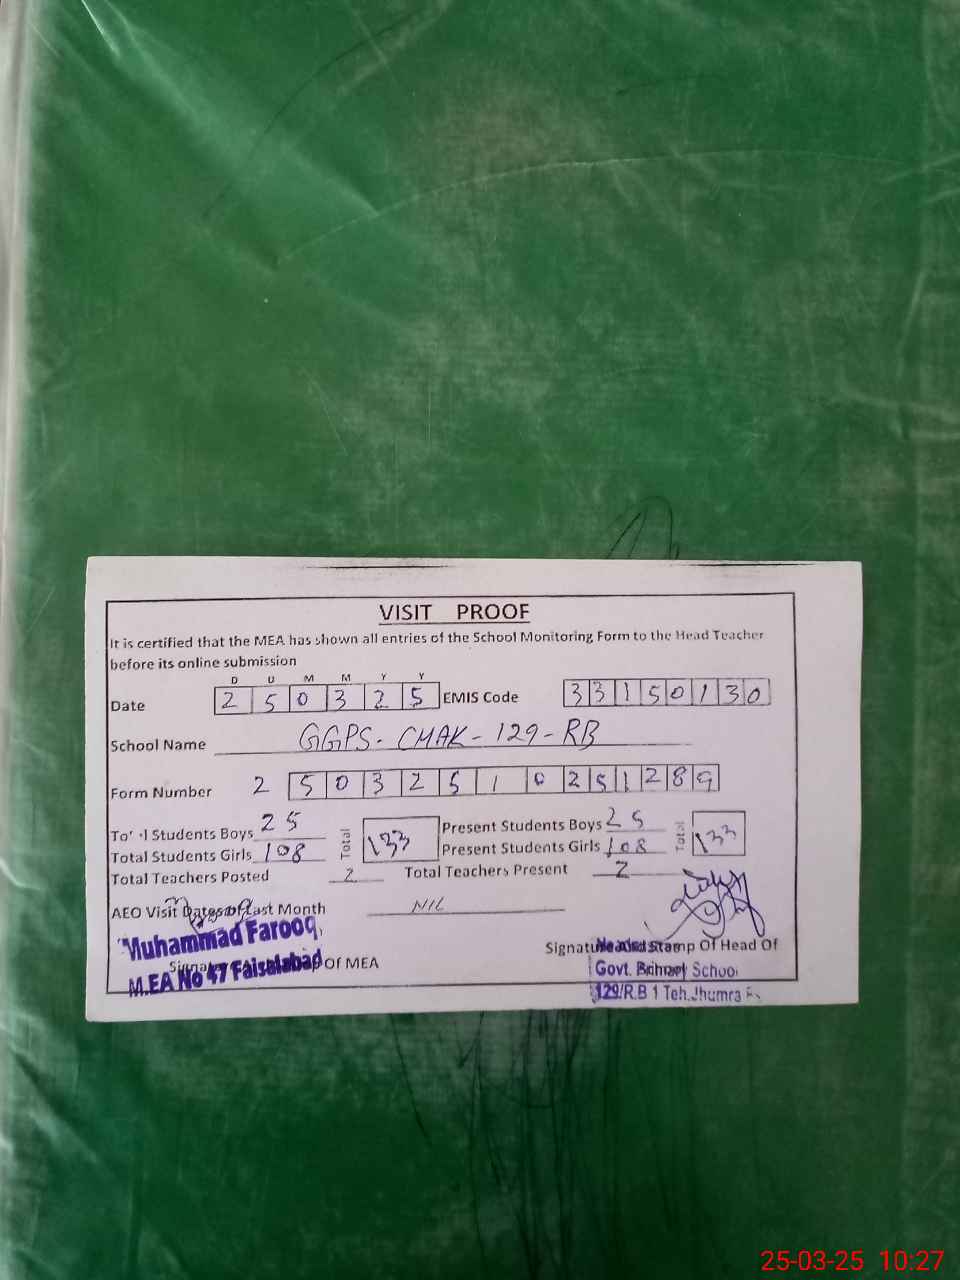 VISIT PROOF
It is certified that the MEA has shown all entries of the School Monitoring Form to the Head Teacher
before its online submission
D D M M Y Y
Date 2 5 0 3 2 5 EMIS Code 3 3 1 5 0 1 3 0
School Name GGPS- CMAK- 129-RB
Form Number 2 5 0 3 2 5 1 0 2 5 1 2 8 9
Total Students Boys 25 Total 133 Present Students Boys 25 Total 133
Total Students Girls 108 Present Students Girls 108
Total Teachers Posted 2 Total Teachers Present 2
AEO Visit Dates of Last Month NIL
Muhammad Farooq
Signature Of MEA
M.EA No 47 Faisalabad
Signature And Stamp Of Head Of
Govt. Primary School
129/R.B 1 Teh. Jhumra
25-03-25 10:27